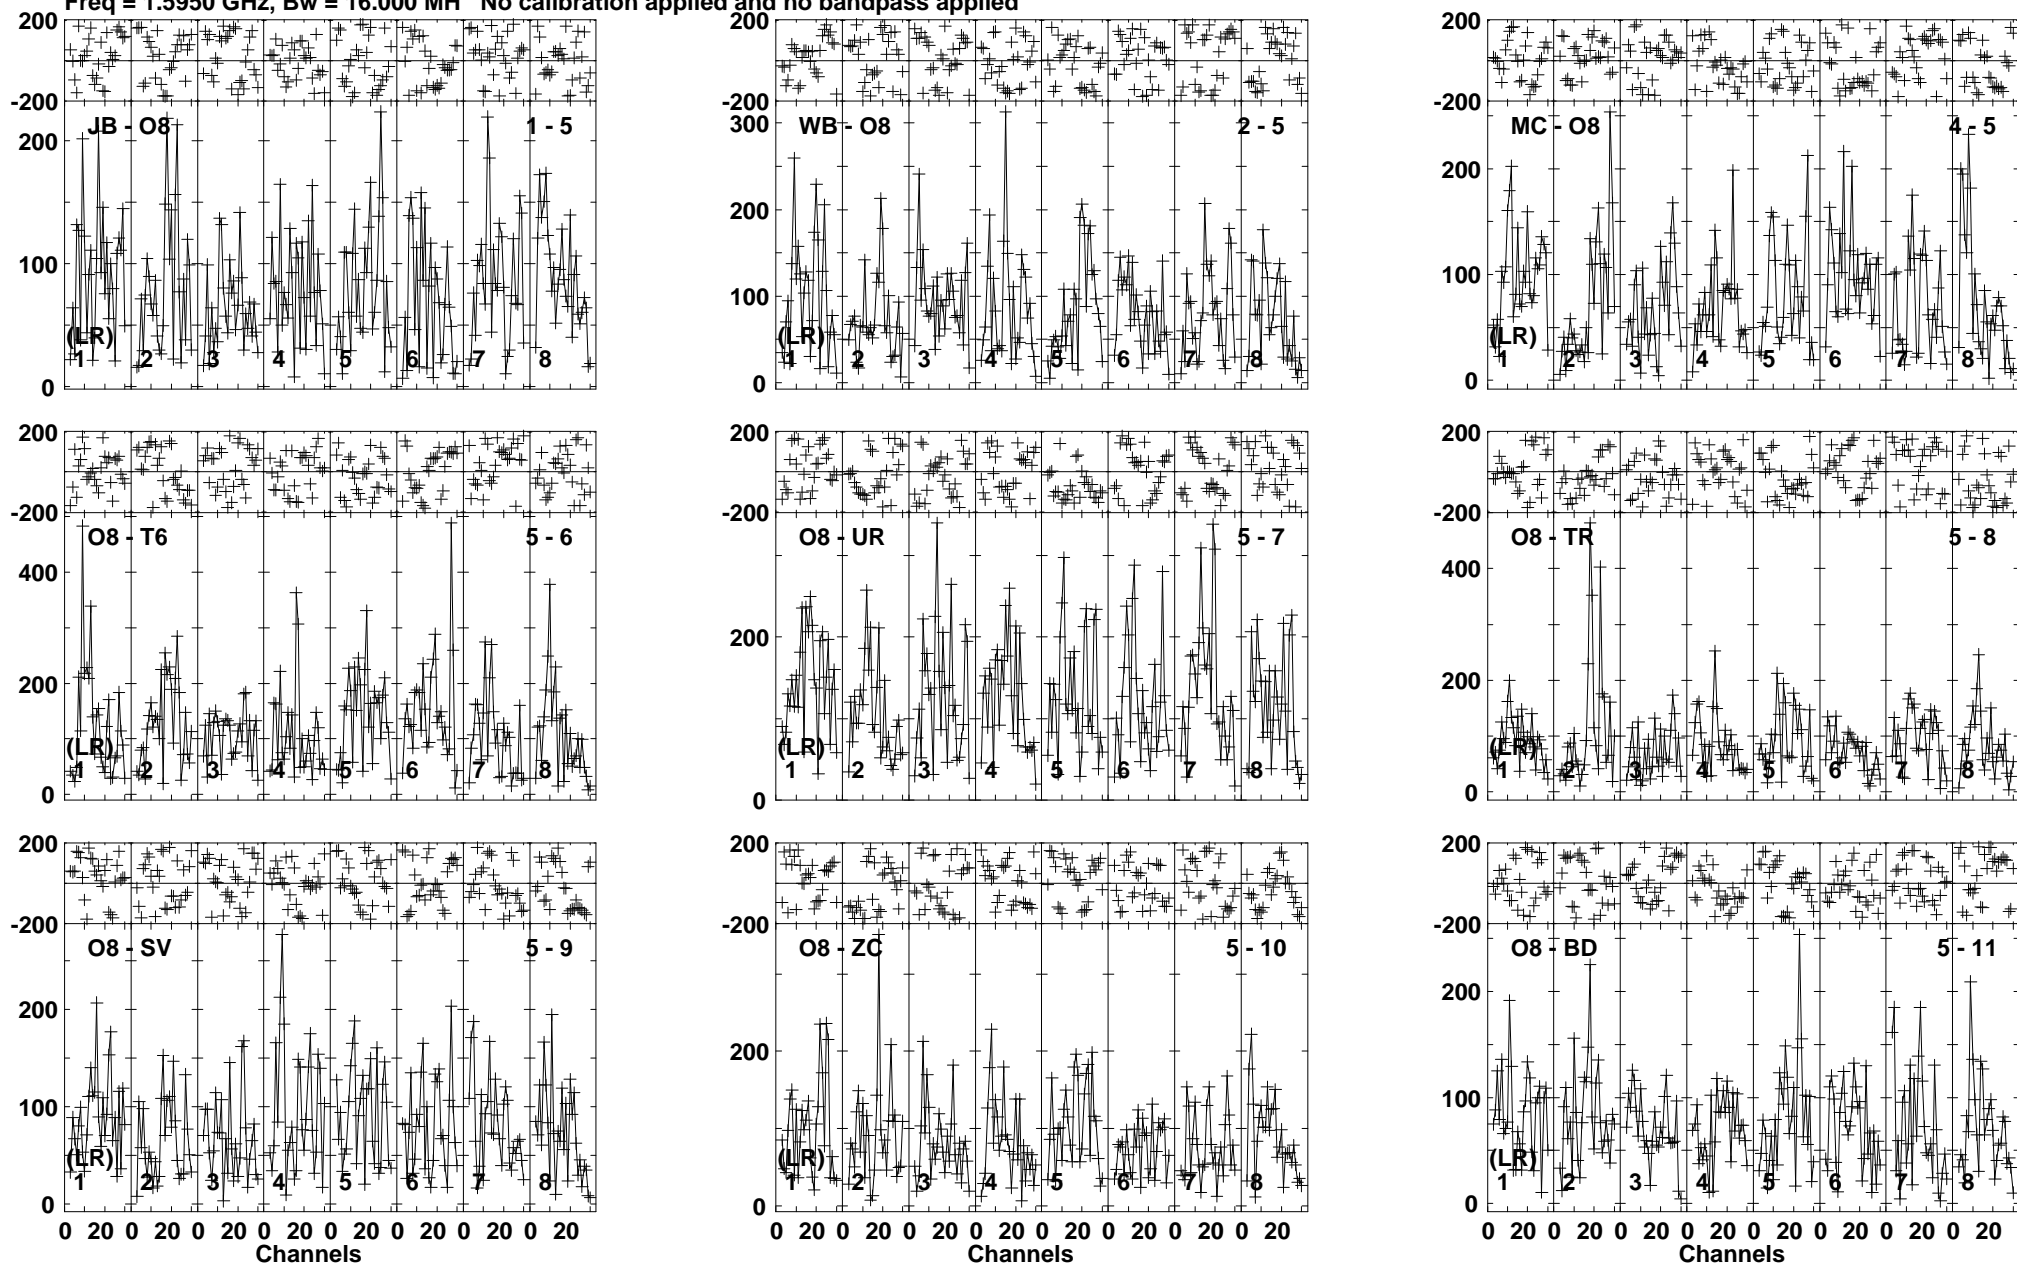 Freq = 1.5950 GHz, Bw = 16.000 MH No calibration applied and no bandpass applied
200 200 200
-200 -200 -200
JB - O8 1 - 5 WB - O8 2 - 5 MC - O8 4 - 5
200 300 200
100 200 100
0 100 0
0
(LR) (LR) (LR)
1 2 3 4 5 6 7 8 1 2 3 4 5 6 7 8 1 2 3 4 5 6 7 8
200 200 200
-200 -200 -200
O8 - T6 5 - 6 O8 - UR 5 - 7 O8 - TR 5 - 8
400 200 400
200 0 200
0 0
(LR) (LR) (LR)
1 2 3 4 5 6 7 8 1 2 3 4 5 6 7 8 1 2 3 4 5 6 7 8
200 200 200
-200 -200 -200
O8 - SV 5 - 9 O8 - ZC 5 - 10 O8 - BD 5 - 11
200 200 200
100 0 100
0 0
(LR) (LR) (LR)
1 2 3 4 5 6 7 8 1 2 3 4 5 6 7 8 1 2 3 4 5 6 7 8
0 20 0 20 0 20 0 20 0 20 0 20 0 20 0 20 0 20 0 20 0 20 0 20 0 20 0 20 0 20 0 20 0 20 0 20 0 20 0 20 0 20 0 20 0 20 0 20
Channels Channels Channels